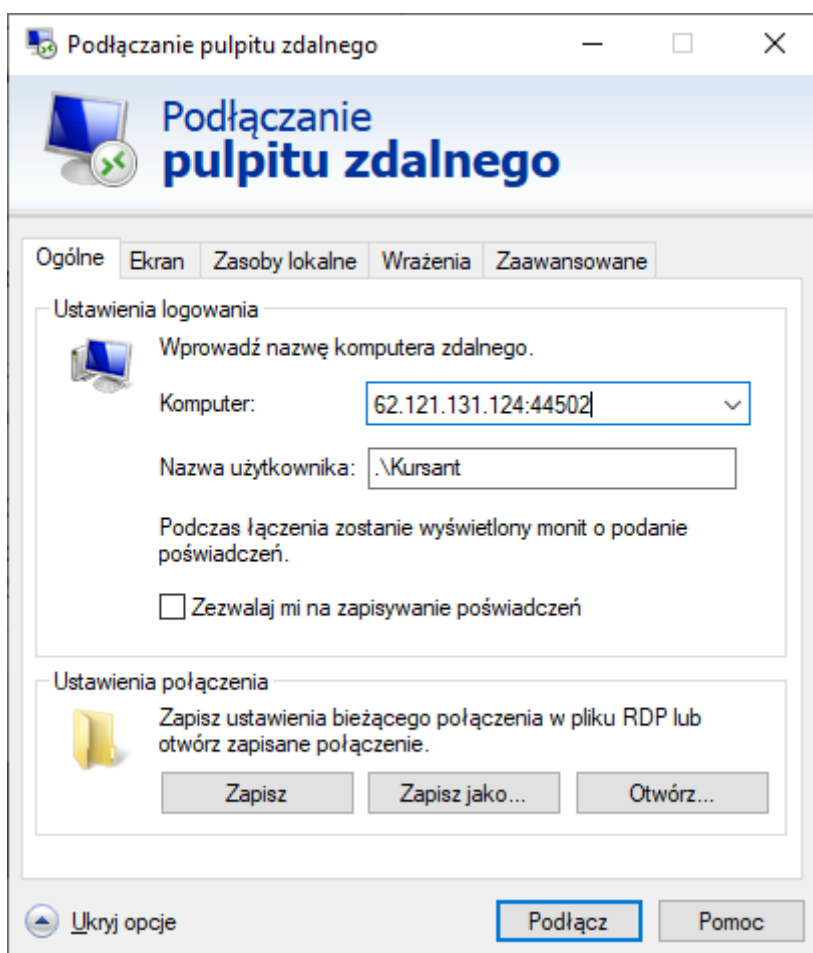 Podłączanie pulpitu zdalnego
Podłączanie
pulpitu zdalnego
Ogólne Ekran Zasoby lokalne Wrażenia Zaawansowane
Ustawienia logowania
Wprowadź nazwę komputera zdalnego.
Komputer: 62.121.131.124:44502
Nazwa użytkownika: .\Kursant
Podczas łączenia zostanie wyświetlony monit o podanie
poświadczeń.
Zezwalaj mi na zapisywanie poświadczeń
Ustawienia połączenia
Zapisz ustawienia bieżącego połączenia w pliku RDP lub
otwórz zapisane połączenie.
Zapisz Zapisz jako... Otwórz...
Ukryj opcje Podłącz Pomoc